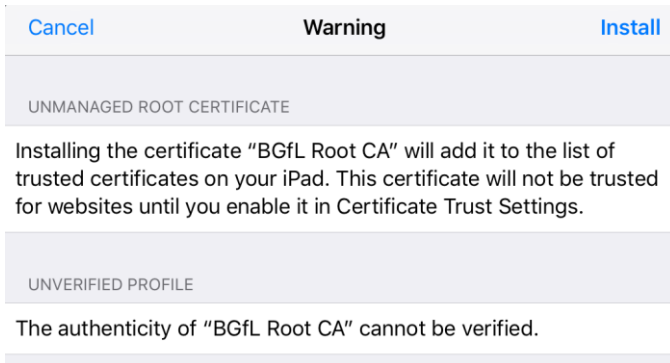 Cancel Warning Install
UNMANAGED ROOT CERTIFICATE
Installing the certificate “BGfL Root CA” will add it to the list of
trusted certificates on your iPad. This certificate will not be trusted
for websites until you enable it in Certificate Trust Settings.
UNVERIFIED PROFILE
The authenticity of “BGfL Root CA” cannot be verified.